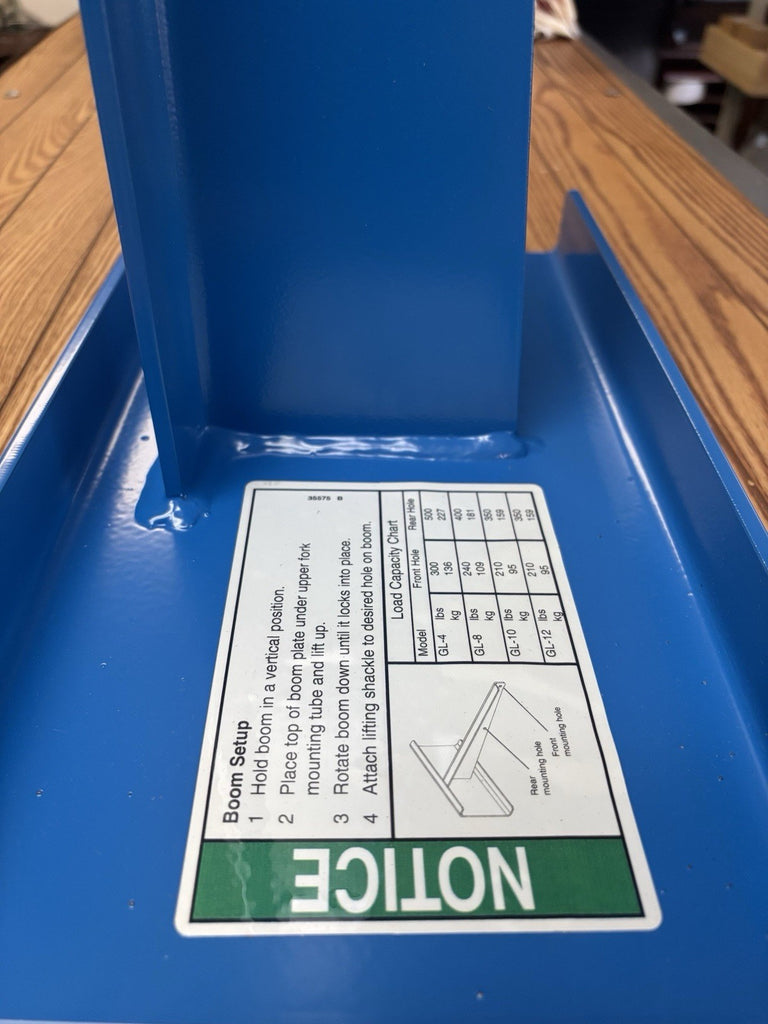 NOTICE
Boom Setup
1 Hold boom in a vertical position.
2 Place top of boom plate under upper fork
mounting tube and lift up.
3 Rotate boom down until it locks into place.
4 Attach lifting shackle to desired hole on boom.
35575 B
Rear
mounting hole
Front
mounting hole
Load Capacity Chart
Model Front Hole Rear Hole
GL-4 lbs 300 500
kg 136 227
GL-8 lbs 240 400
kg 109 181
GL-10 lbs 210 350
kg 95 159
GL-12 lbs 210 350
kg 95 159